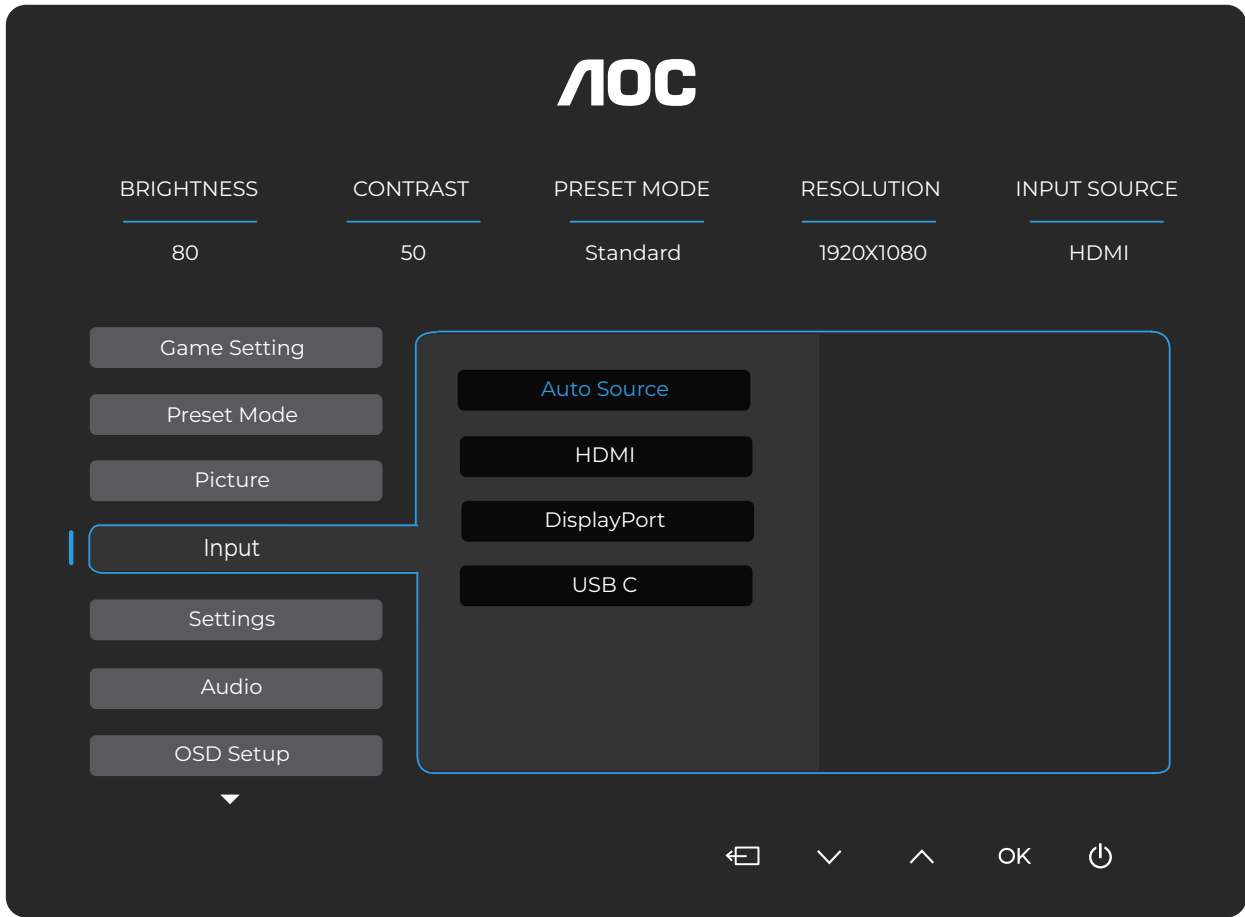 AOC
BRIGHTNESS CONTRAST PRESET MODE RESOLUTION INPUT SOURCE
80 50 Standard 1920X1080 HDMI
Game Setting
Preset Mode
Picture
Input
Settings
Audio
OSD Setup
Auto Source
HDMI
DisplayPort
USB C
OK